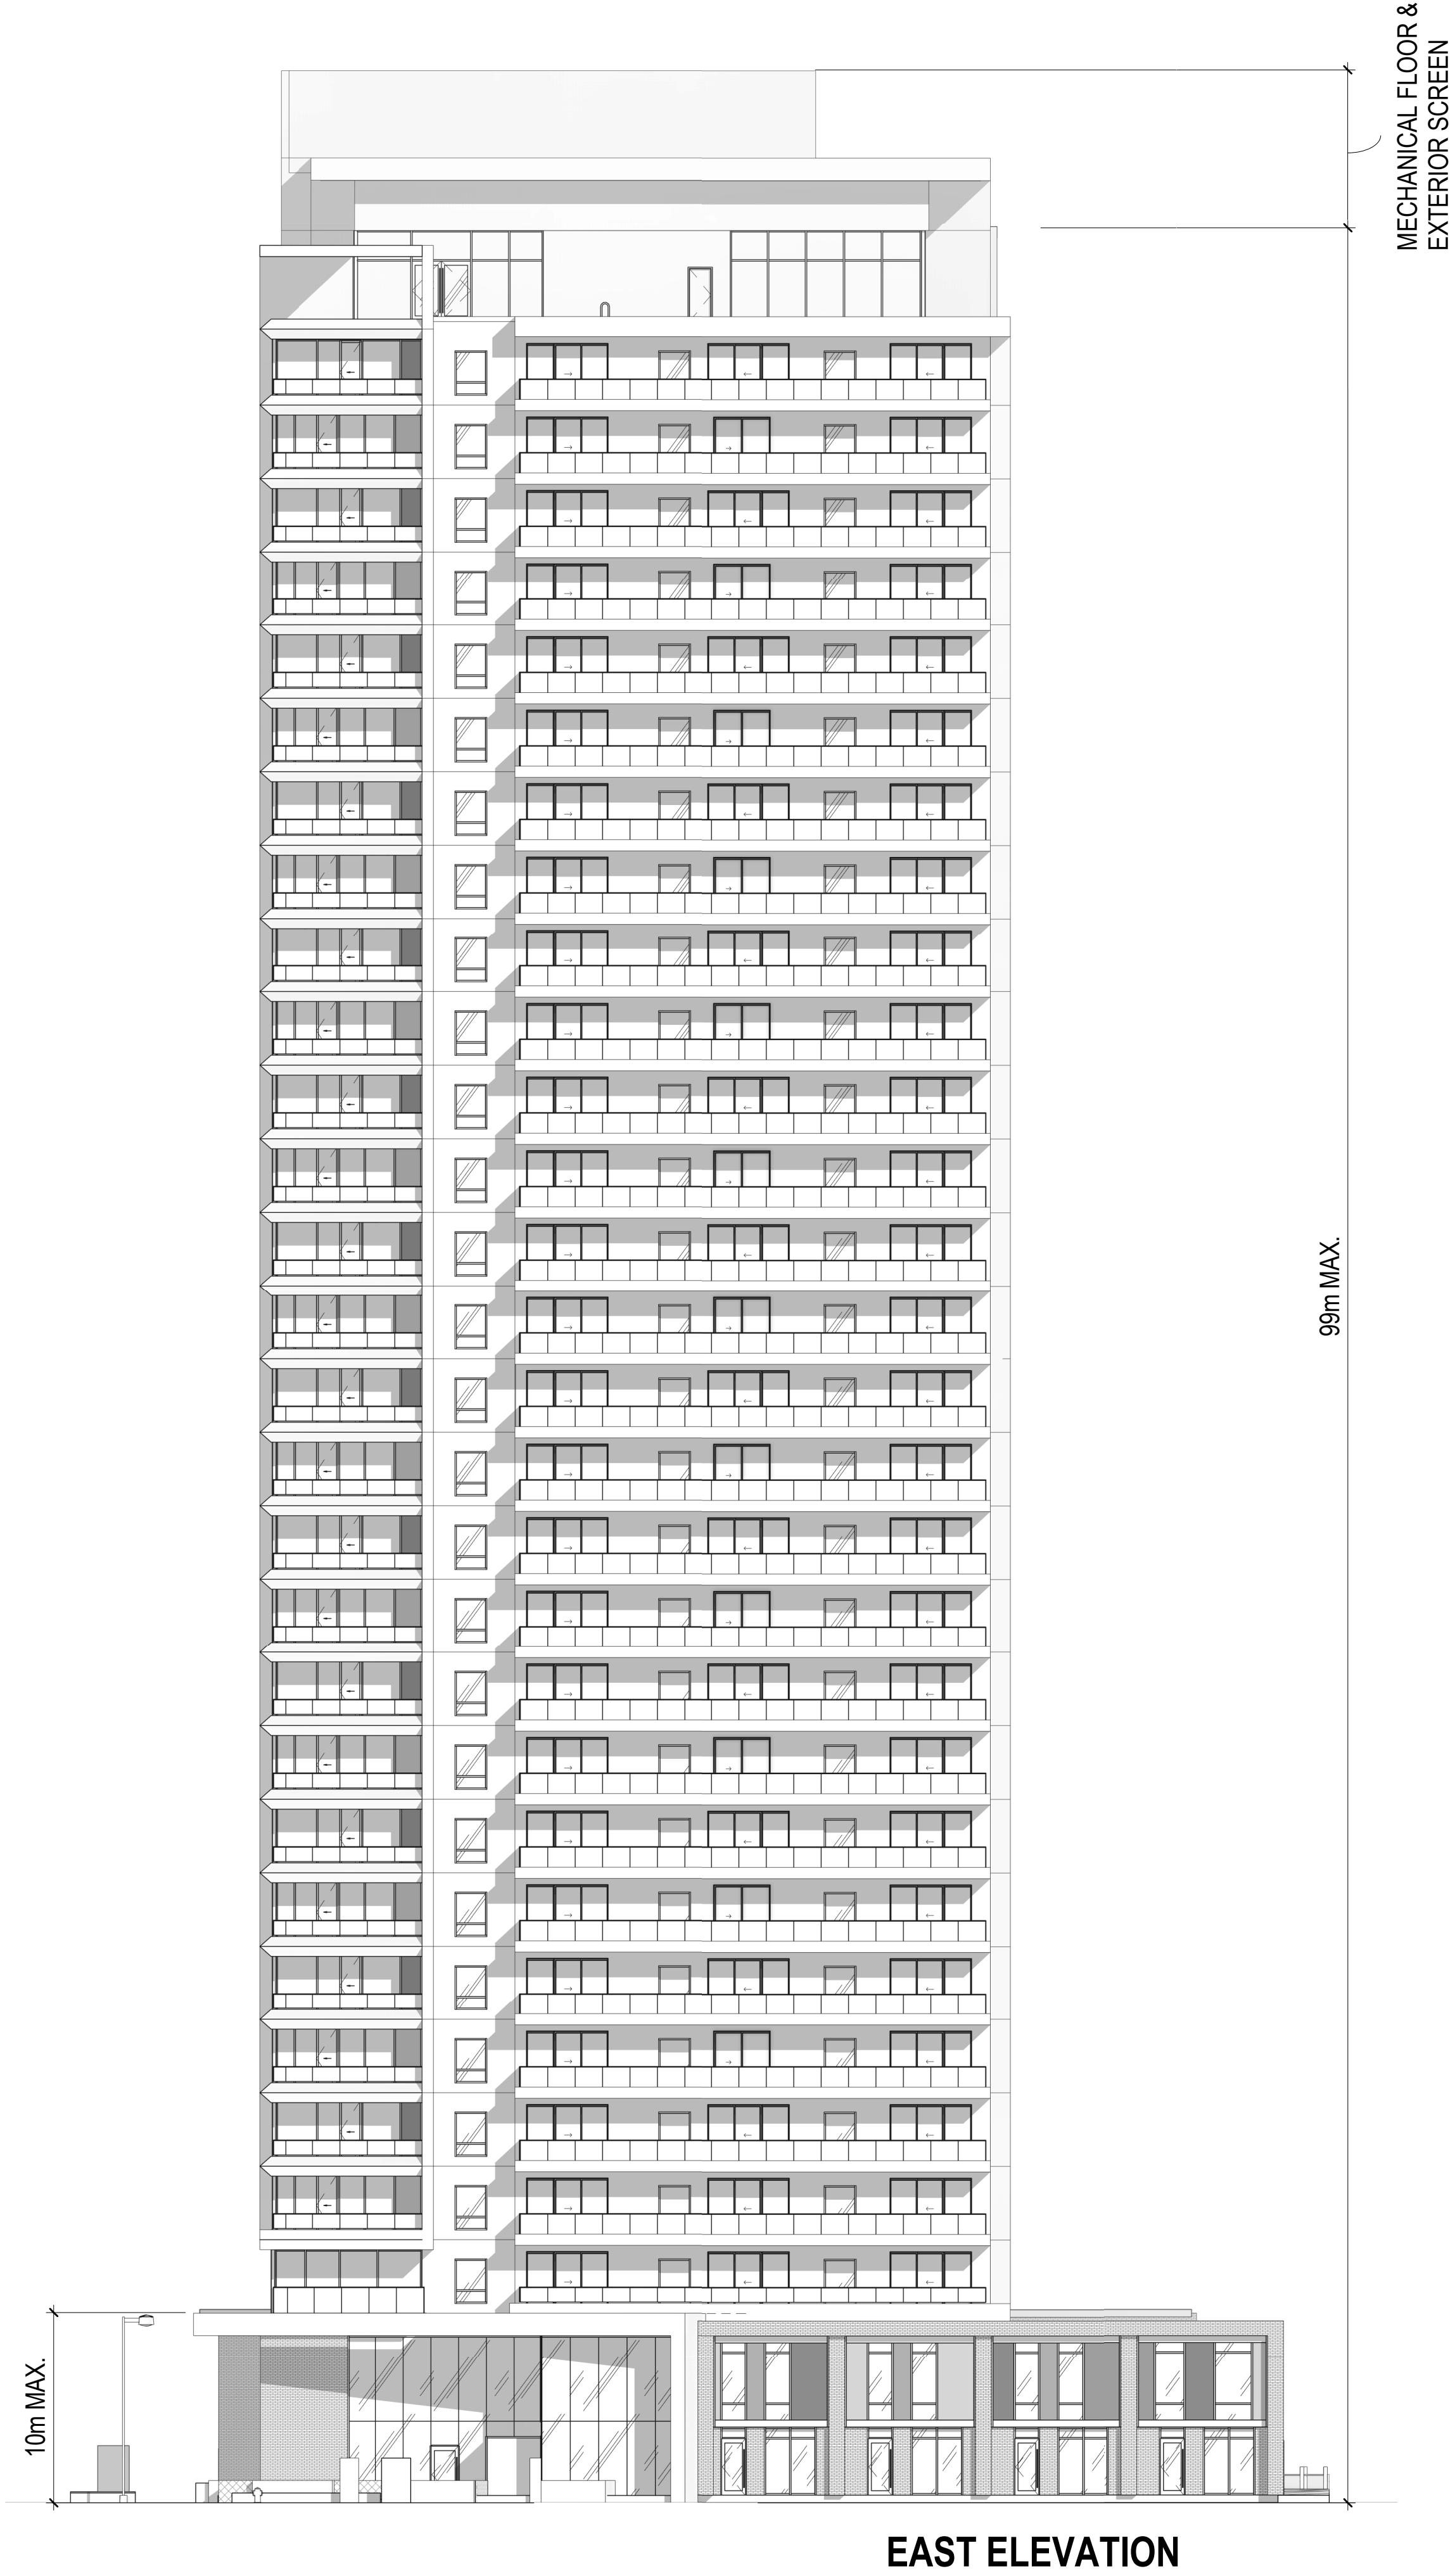 MECHANICAL FLOOR &
EXTERIOR SCREEN
99m MAX.
10m MAX.
EAST ELEVATION